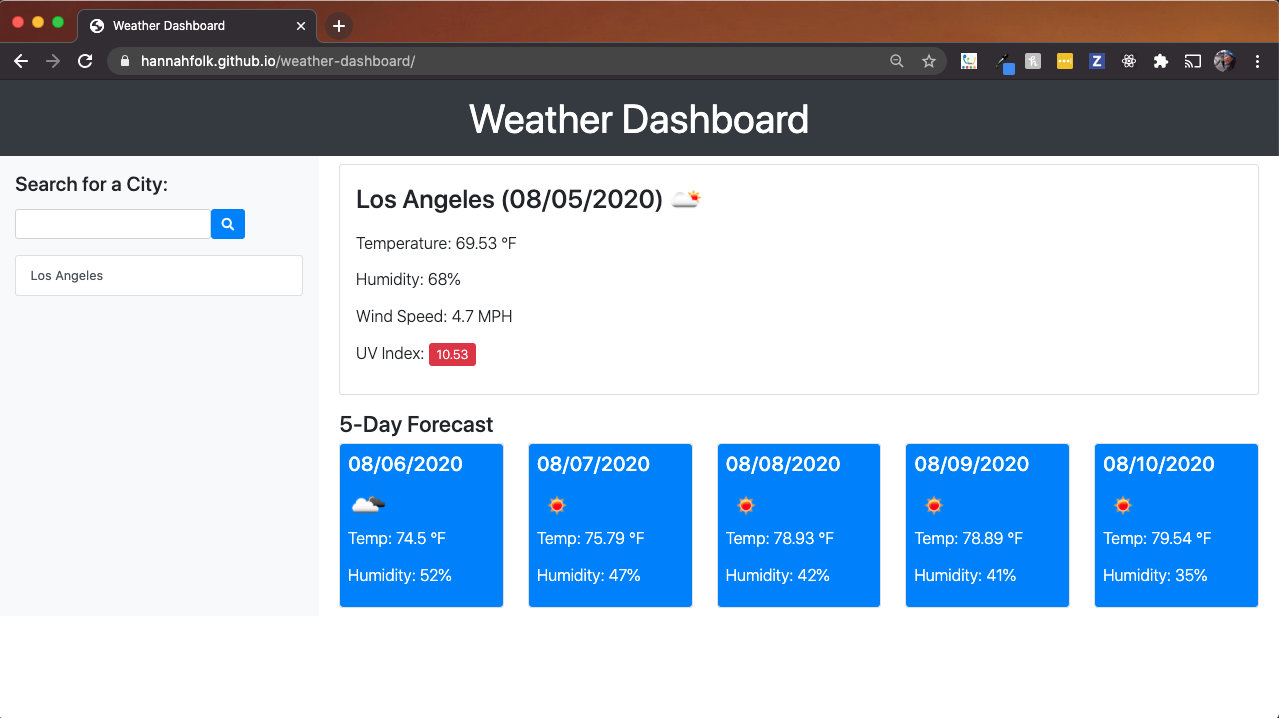 Weather Dashboard
hannahfolk.github.io/weather-dashboard/
Z
Weather Dashboard
Search for a City:
Los Angeles
Los Angeles (08/05/2020)
Temperature: 69.53 °F
Humidity: 68%
Wind Speed: 4.7 MPH
UV Index: 10.53
5-Day Forecast
08/06/2020
Temp: 74.5 °F
Humidity: 52%
08/07/2020
Temp: 75.79 °F
Humidity: 47%
08/08/2020
Temp: 78.93 °F
Humidity: 42%
08/09/2020
Temp: 78.89 °F
Humidity: 41%
08/10/2020
Temp: 79.54 °F
Humidity: 35%